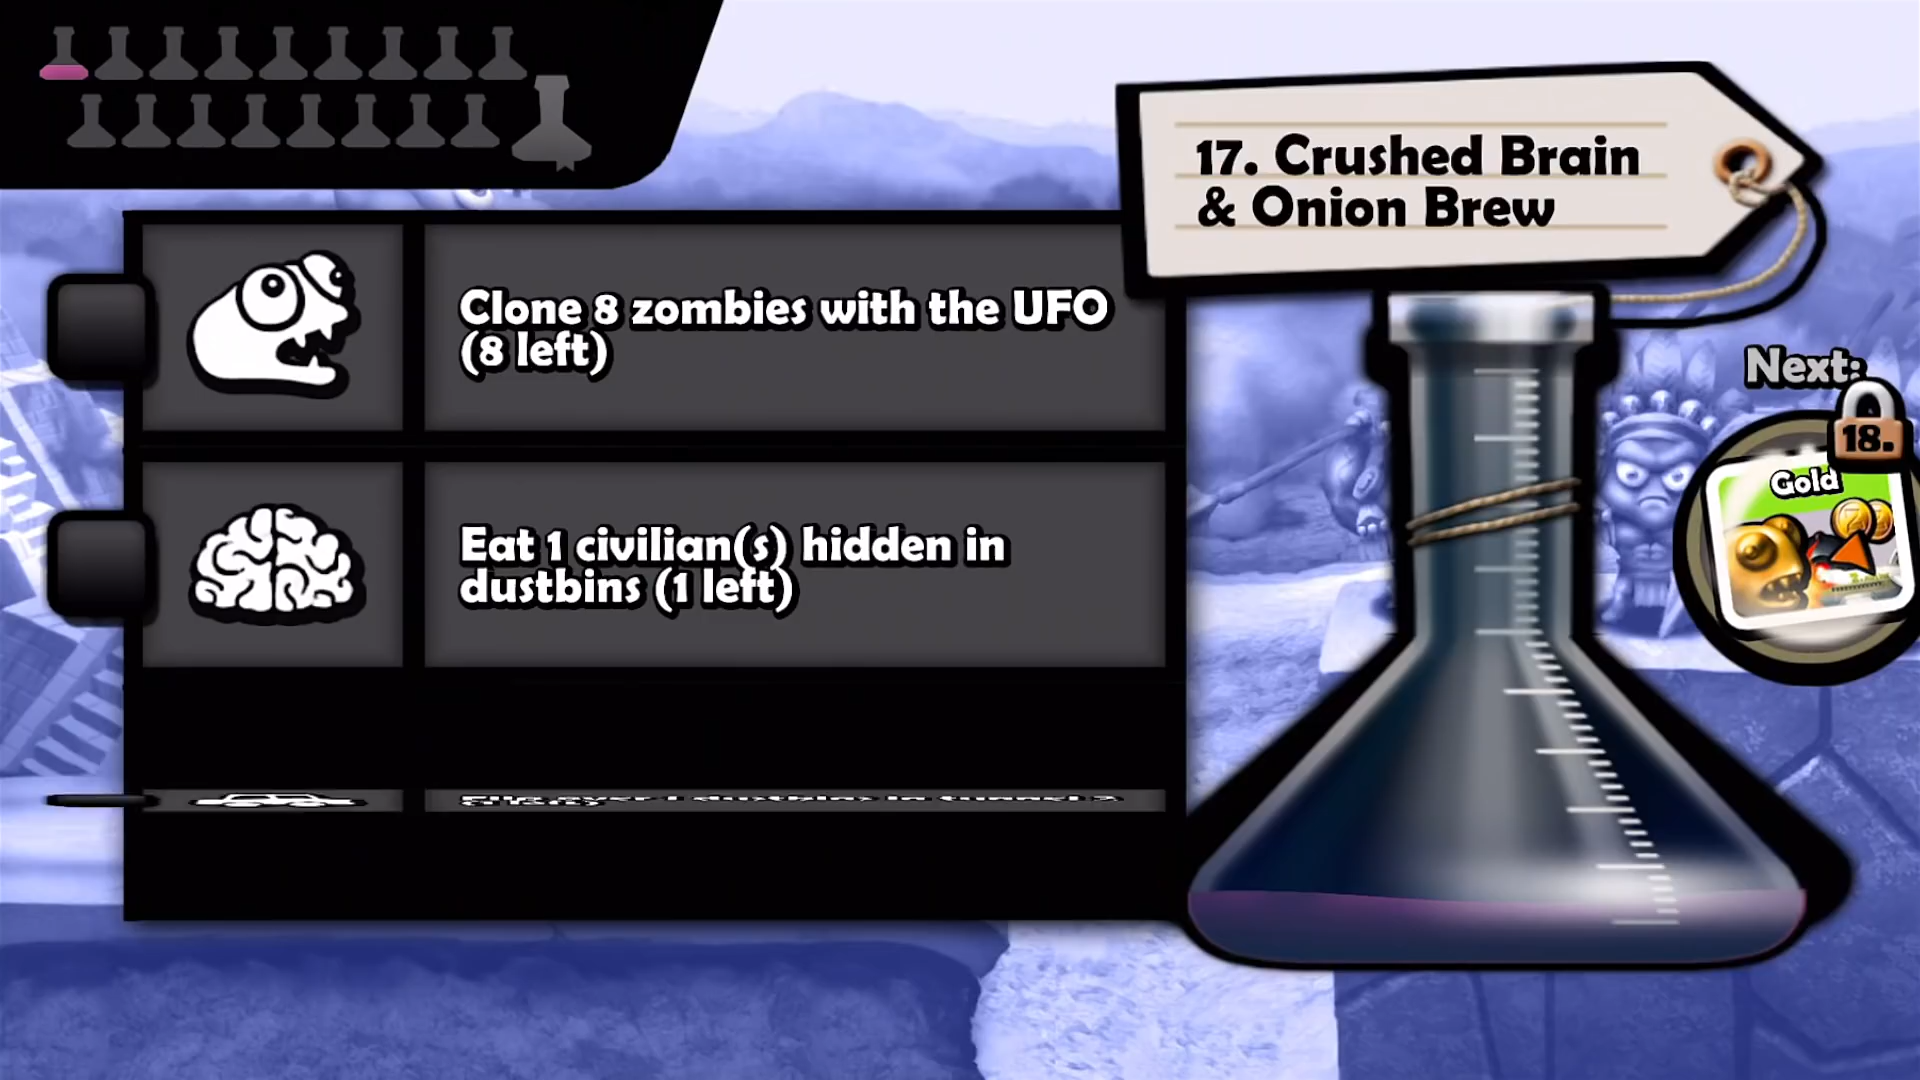 17. Crushed Brain
& Onion Brew
Clone 8 zombies with the UFO
(8 left)
Next:
18.
Gold
Eat 1 civilian(s) hidden in
dustbins (1 left)